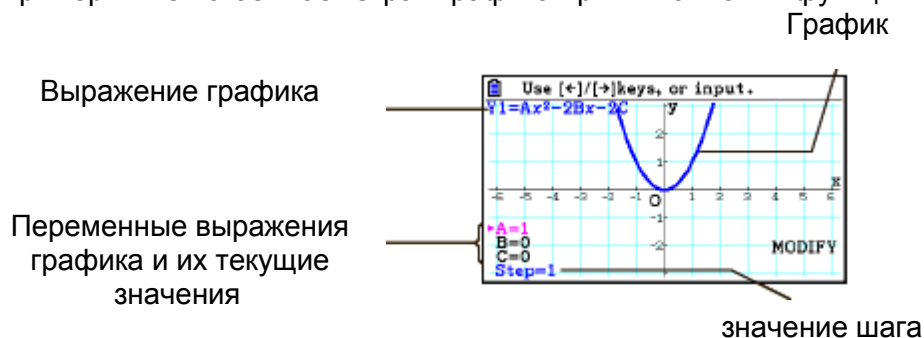 График
Выражение графика
Use [←]/[→]keys, or input.
Y1=Ax²-2Bx-2C
y
2
1
x
-6 -5 -4 -3 -2 -1 O 1 2 3 4 5 6
-1
-2
Переменные выражения
графика и их текущие
значения
A=1
B=0
C=0
Step=1
MODIFY
значение шага